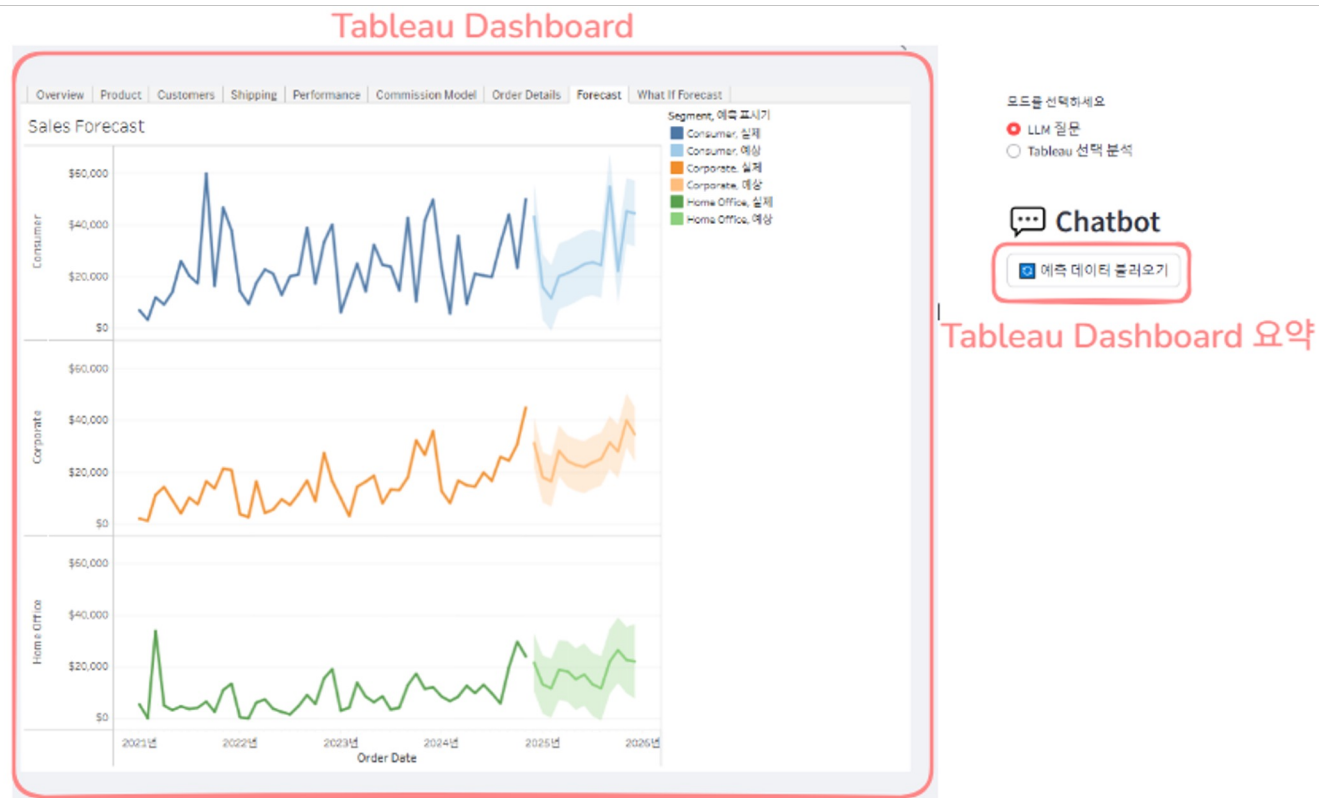 Tableau Dashboard
Overview Product Customers Shipping Performance Commission Model Order Details Forecast What If Forecast
Sales Forecast
Segment, 예측 표시기
Consumer, 실제
Consumer, 예상
Corporate, 실제
Corporate, 예상
Home Office, 실제
Home Office, 예상
Consumer
$60,000
$40,000
$20,000
$0
Corporate
$60,000
$40,000
$20,000
$0
Home Office
$60,000
$40,000
$20,000
$0
2021년 2022년 2023년 2024년 2025년 2026년
Order Date
모드를 선택하세요
LLM 질문
Tableau 선택 분석
Chatbot
예측 데이터 불러오기
Tableau Dashboard 요약